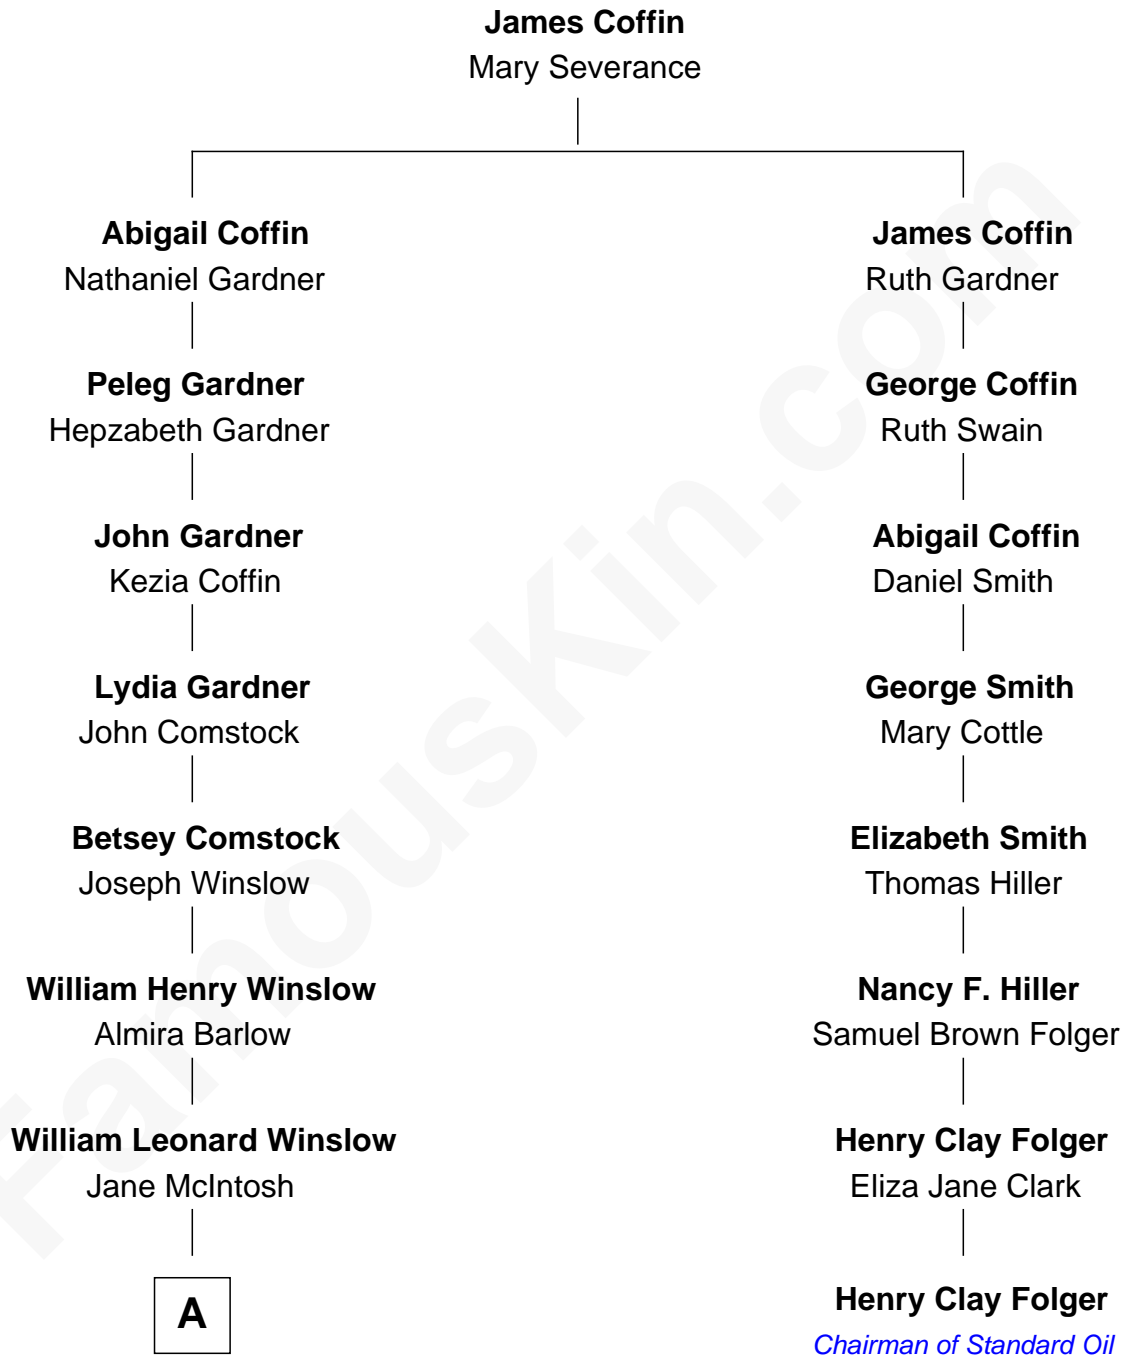 James Coffin
Mary Severance
Abigail Coffin
Nathaniel Gardner
James Coffin
Ruth Gardner
Peleg Gardner
Hepzabeth Gardner
George Coffin
Ruth Swain
John Gardner
Kezia Coffin
Abigail Coffin
Daniel Smith
Lydia Gardner
John Comstock
George Smith
Mary Cottle
Betsey Comstock
Joseph Winslow
Elizabeth Smith
Thomas Hiller
William Henry Winslow
Almira Barlow
Nancy F. Hiller
Samuel Brown Folger
William Leonard Winslow
Jane McIntosh
Henry Clay Folger
Eliza Jane Clark
A
Henry Clay Folger
Chairman of Standard Oil
FamousKin.com